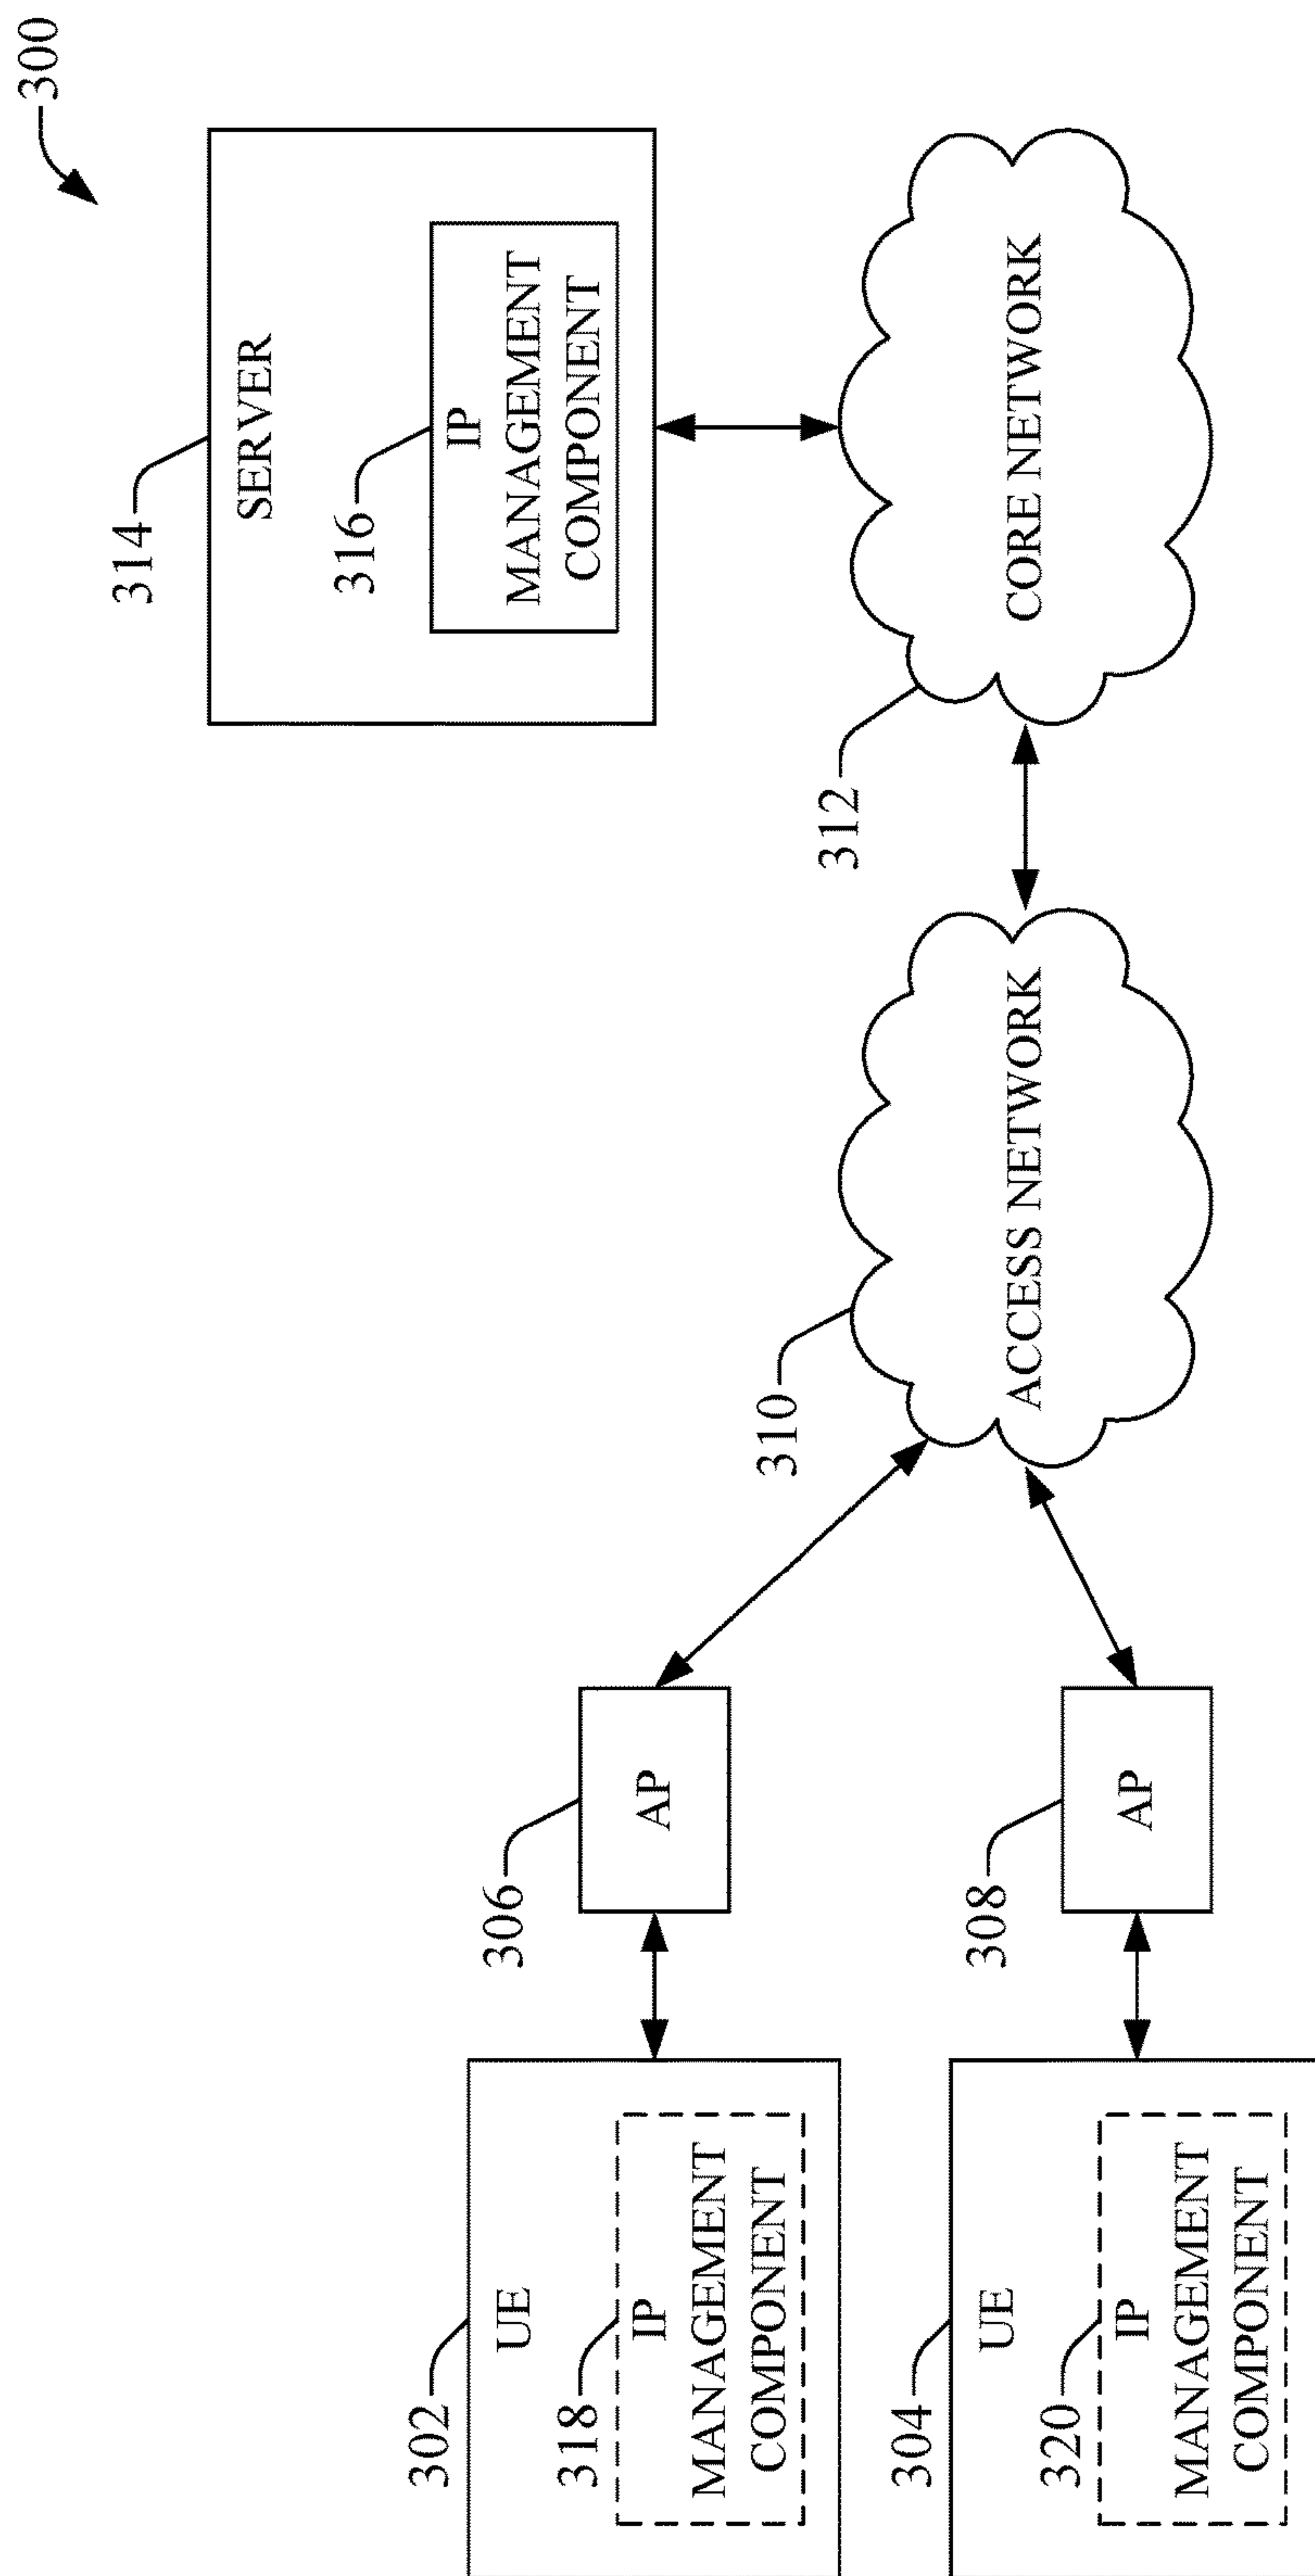 300
314
SERVER
316
IP
MANAGEMENT
COMPONENT
302
UE
318
IP
MANAGEMENT
COMPONENT
306
AP
310
ACCESS NETWORK
312
CORE NETWORK
304
UE
320
IP
MANAGEMENT
COMPONENT
308
AP